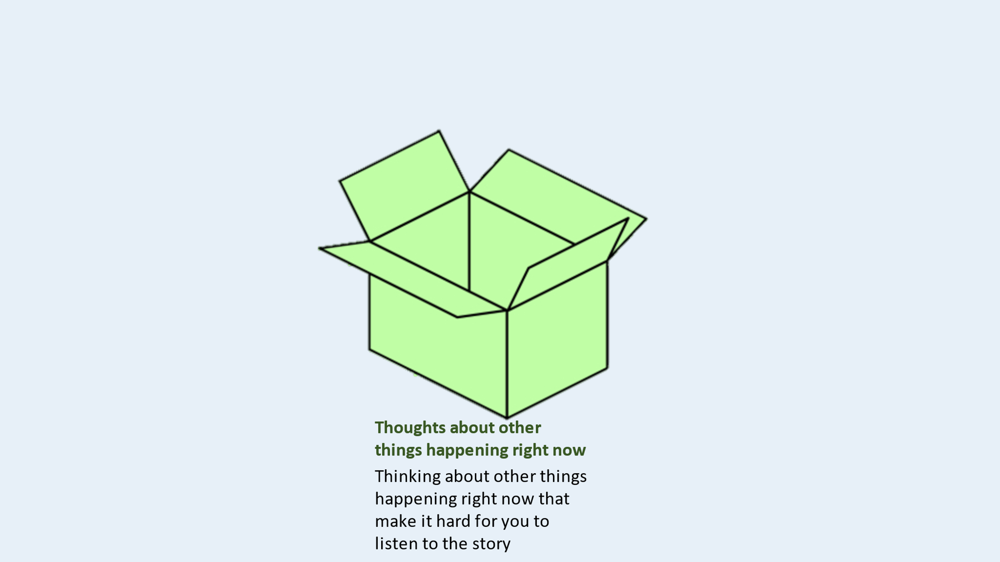 Thoughts about other
things happening right now
Thinking about other things
happening right now that
make it hard for you to
listen to the story